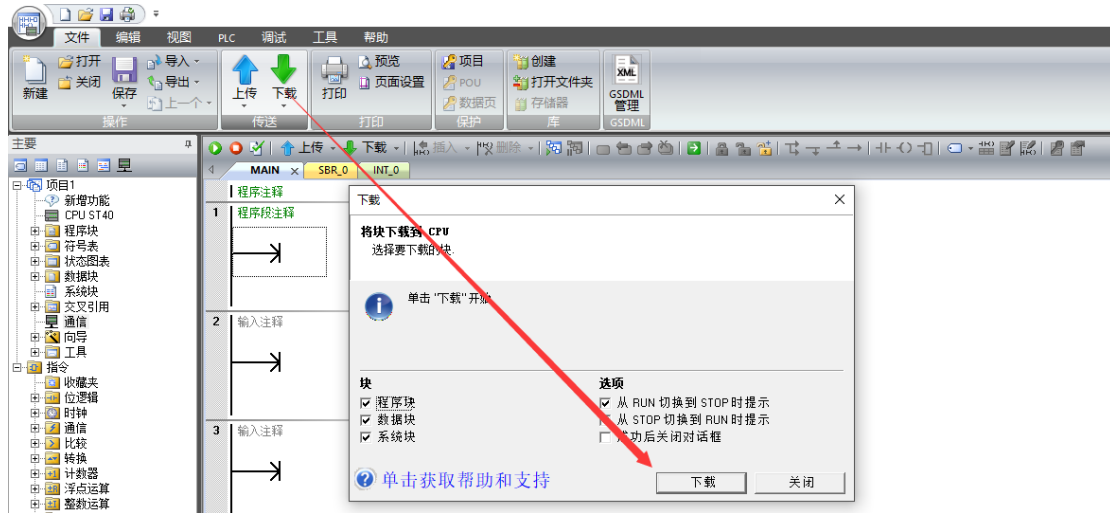 文件 编辑 视图 PLC 调试 工具 帮助
打开 导入 预览 项目 创建
关闭 导出 页面设置 POU 打开文件夹
新建 保存 上一个 上传 下载 打印 数据页 存储器 GSDML 管理
XML
操作 传送 打印 保护 库 GSDML
主要
上传 下载 插入 删除
MAIN SBR_0 INT_0
项目1
新增功能
CPU ST40
程序块
符号表
状态图表
数据块
系统块
交叉引用
通信
向导
工具
指令
收藏夹
位逻辑
时钟
通信
比较
转换
计数器
浮点运算
整数运算
程序注释
1 程序段注释
2 输入注释
3 输入注释
下载
将块下载到 CPU
选择要下载的块.
单击 "下载" 开始
块
程序块
数据块
系统块
选项
从 RUN 切换到 STOP 时提示
从 STOP 切换到 RUN 时提示
成功后关闭对话框
单击获取帮助和支持
下载 关闭